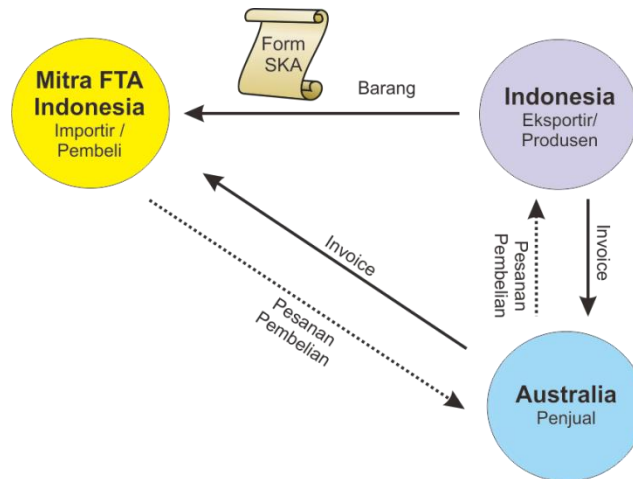 Form
SKA
Mitra FTA
Indonesia
Importir /
Pembeli
Barang
Indonesia
Eksportir/
Produsen
Invoice
Pesanan
Pembelian
Pesanan
Pembelian
Invoice
Australia
Penjual